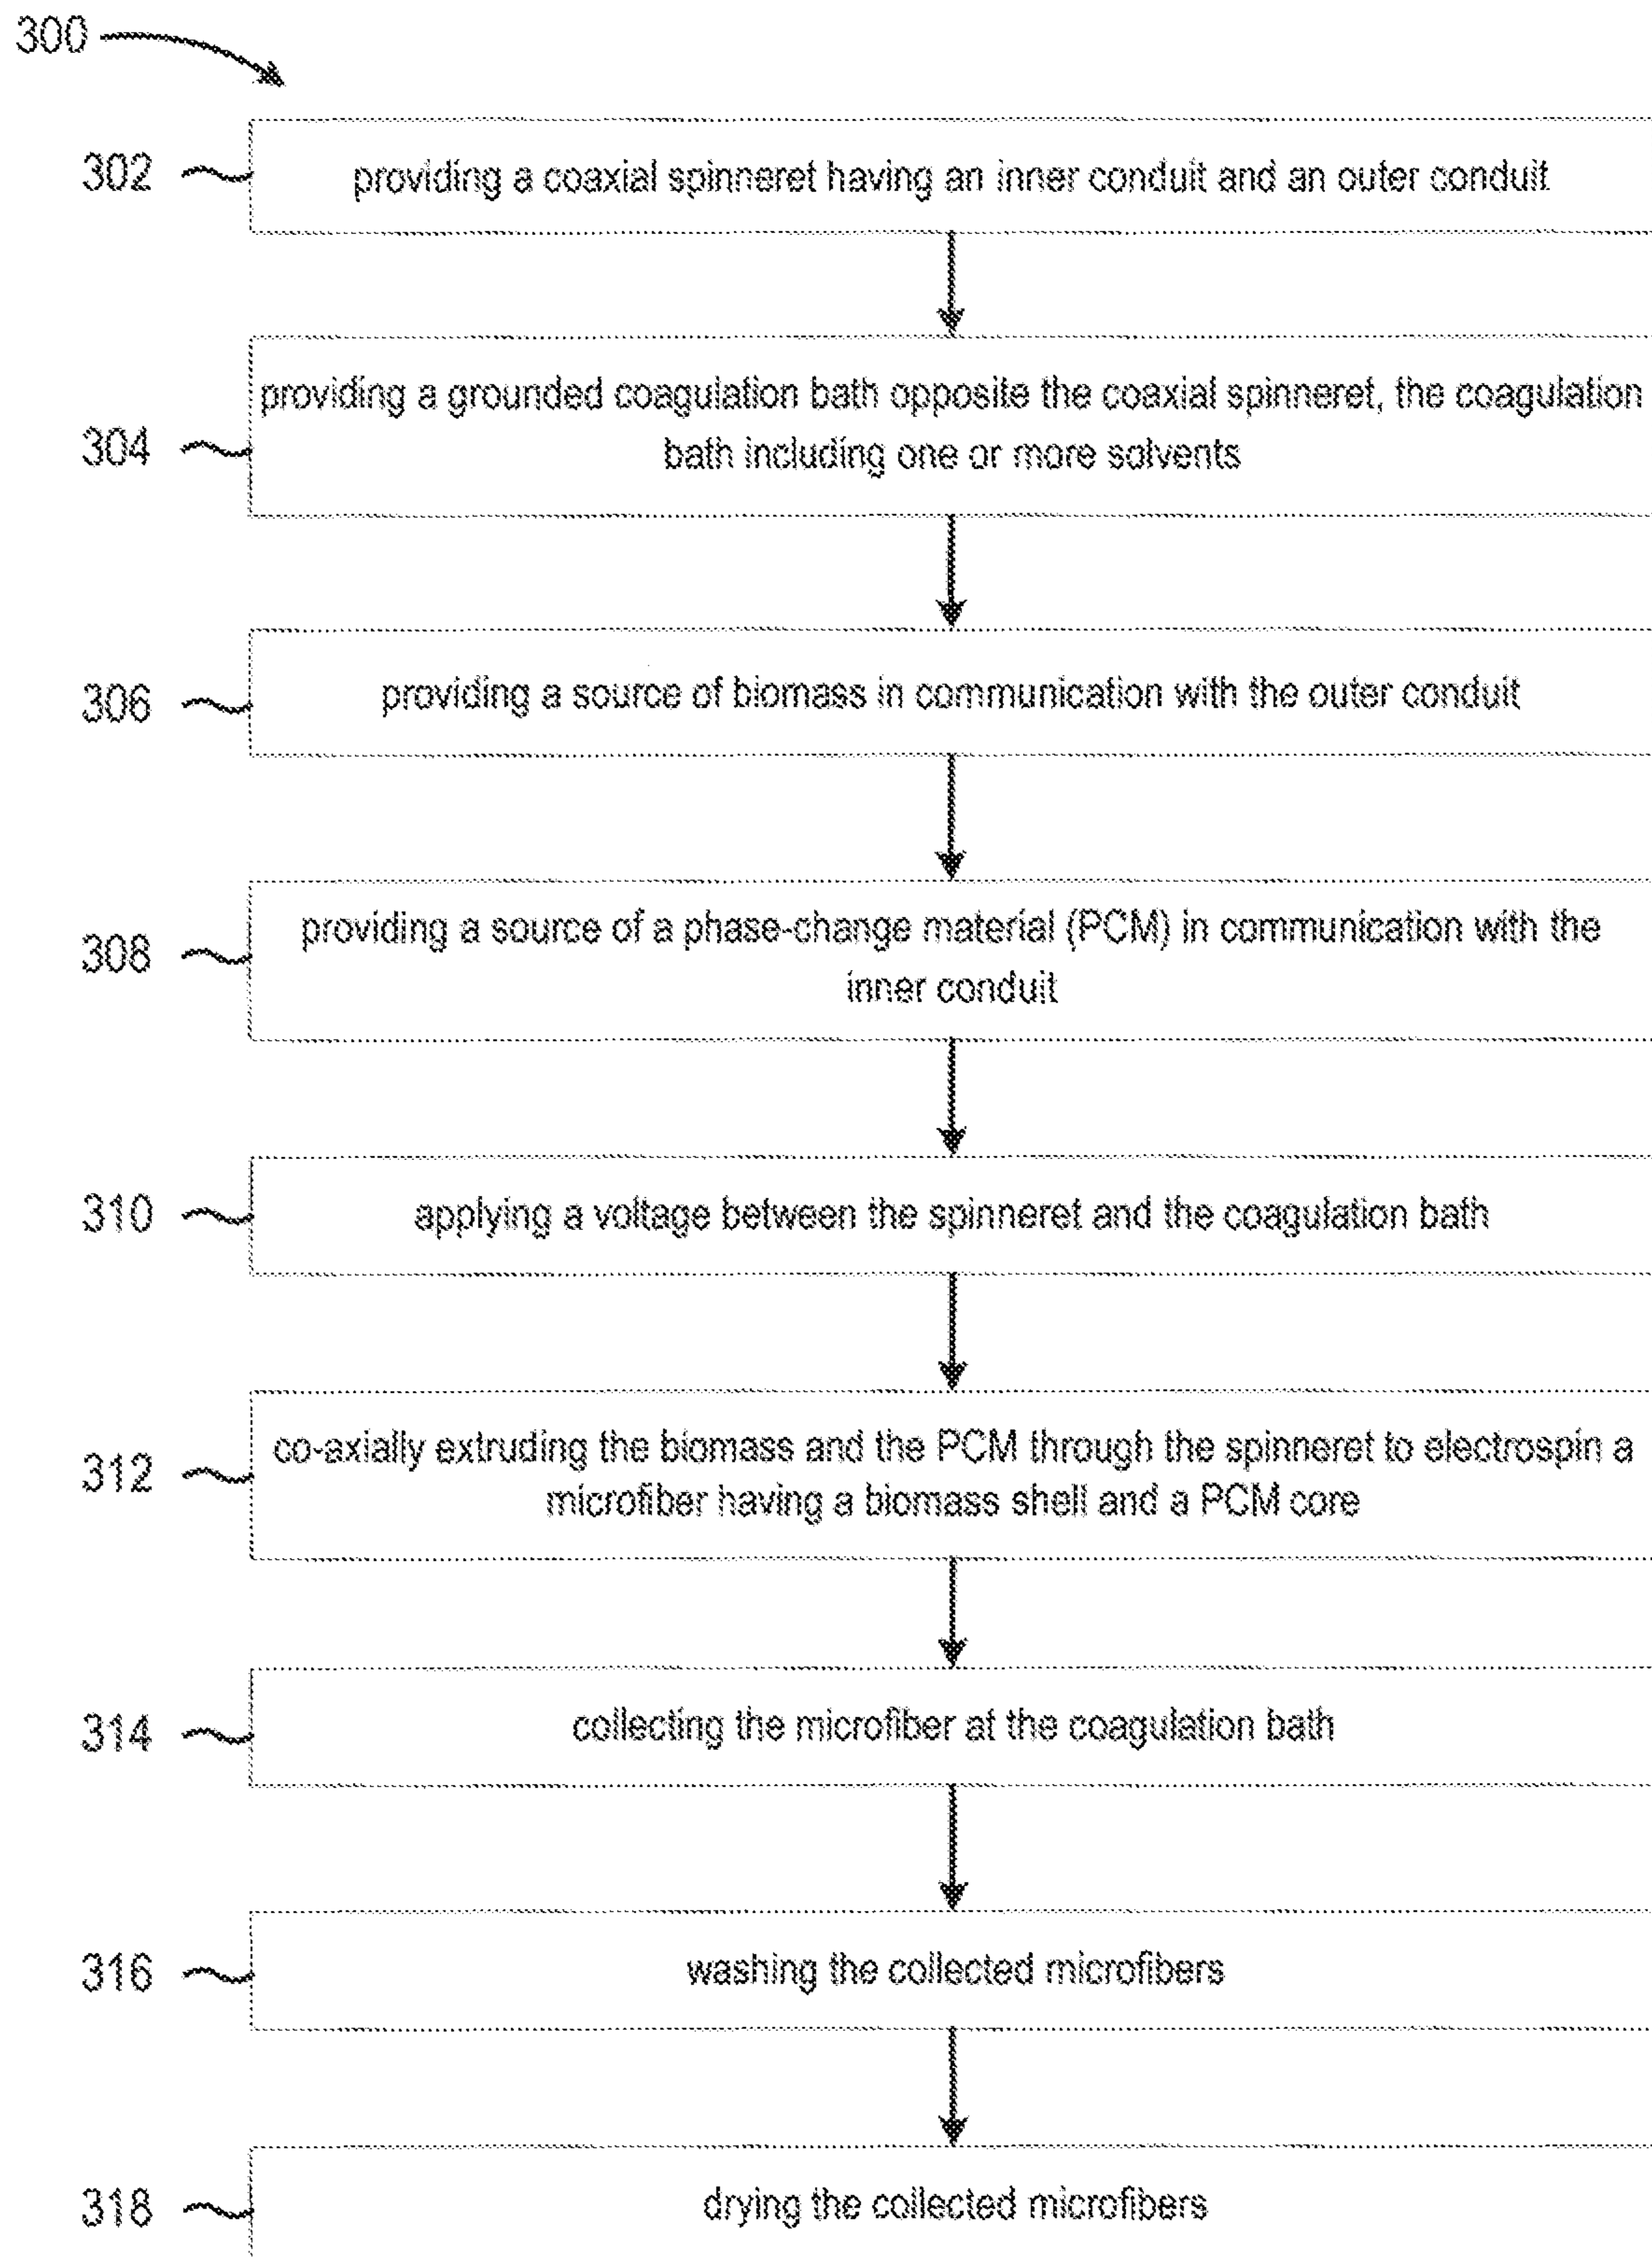 300
302
providing a coaxial spinneret having an inner conduit and an outer conduit
304
providing a grounded coagulation bath opposite the coaxial spinneret, the coagulation
bath including one or more solvents
306
providing a source of biomass in communication with the outer conduit
308
providing a source of a phase-change material (PCM) in communication with the
inner conduit
310
applying a voltage between the spinneret and the coagulation bath
312
co-axially extruding the biomass and the PCM through the spinneret to electrospin a
microfiber having a biomass shell and a PCM core
314
collecting the microfiber at the coagulation bath
316
washing the collected microfibers
318
drying the collected microfibers